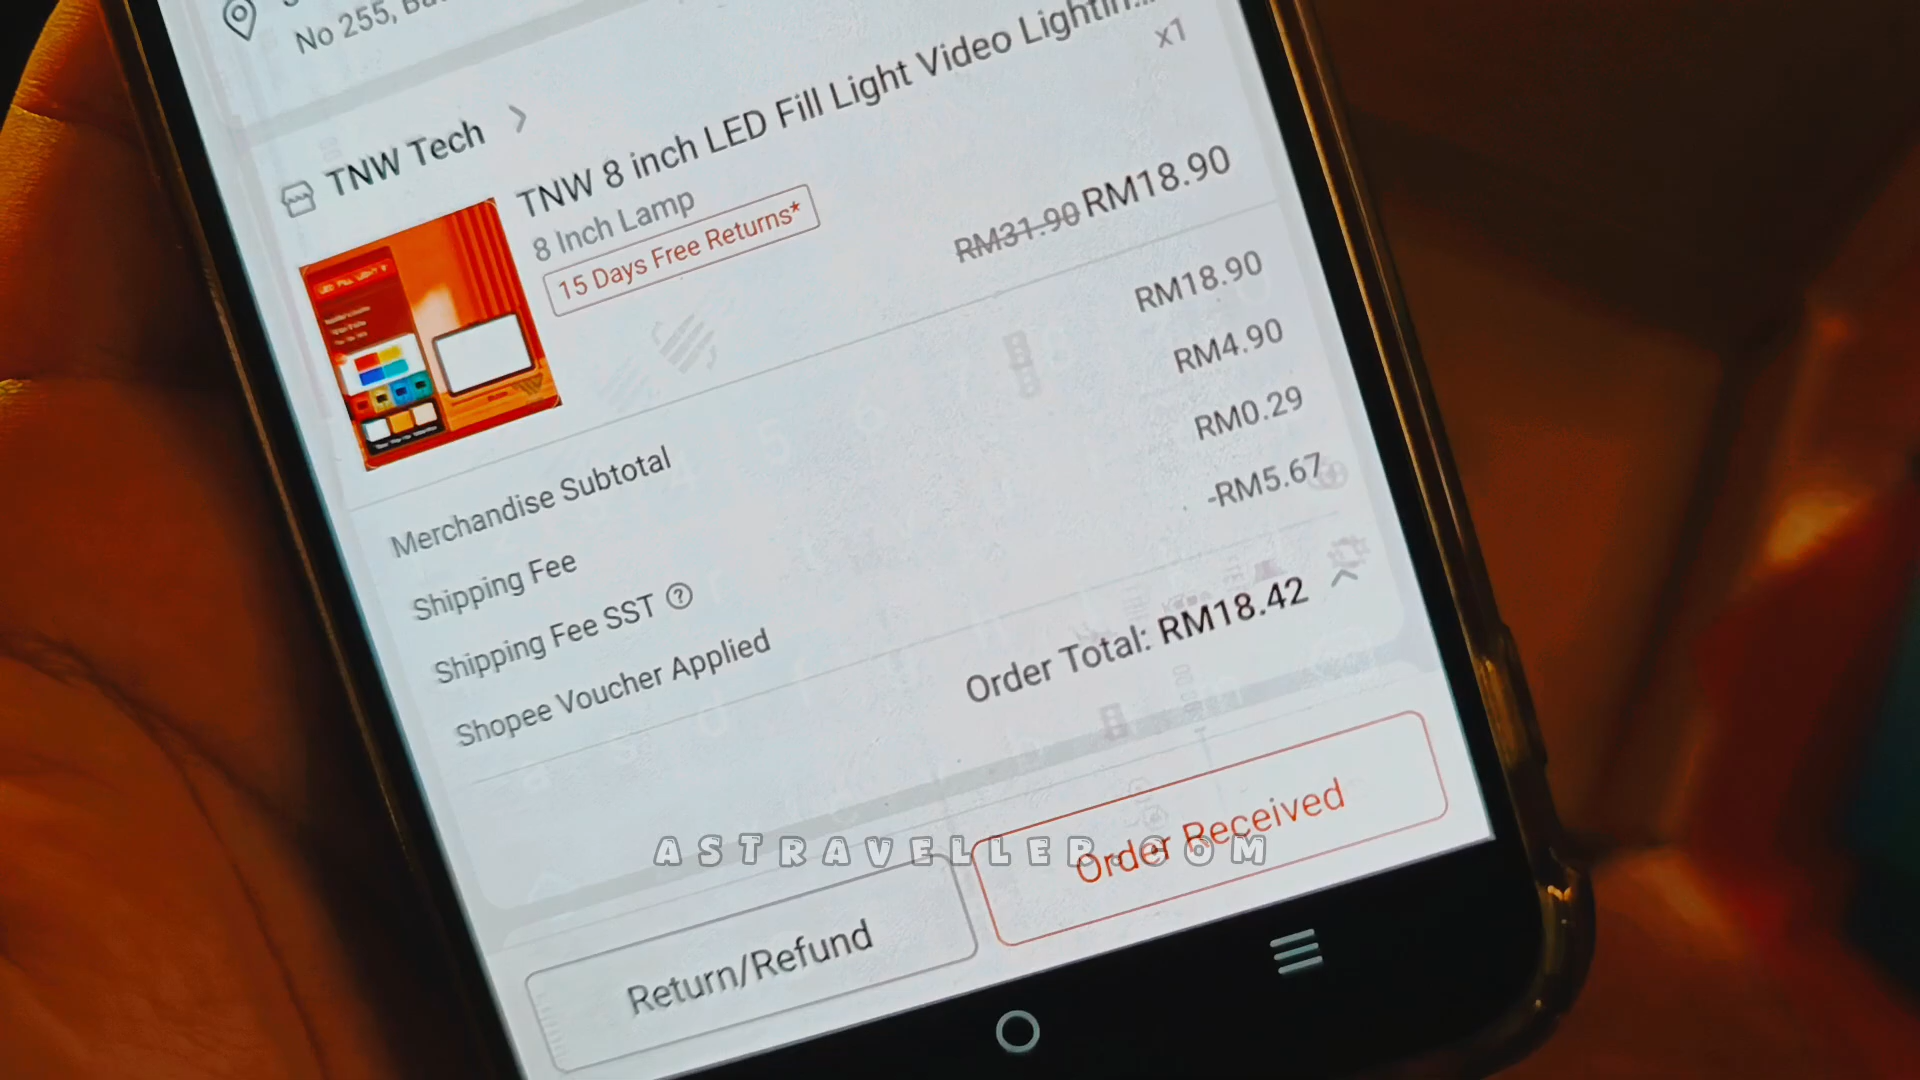 No 255,
TNW Tech
TNW 8 inch LED Fill Light Video Lightin...
8 Inch Lamp
x1
15 Days Free Returns*
RM31.90 RM18.90
Merchandise Subtotal RM18.90
Shipping Fee RM4.90
Shipping Fee SST ? RM0.29
Shopee Voucher Applied -RM5.67
Order Total: RM18.42
ASTRAVELLER.COM
Return/Refund
Order Received